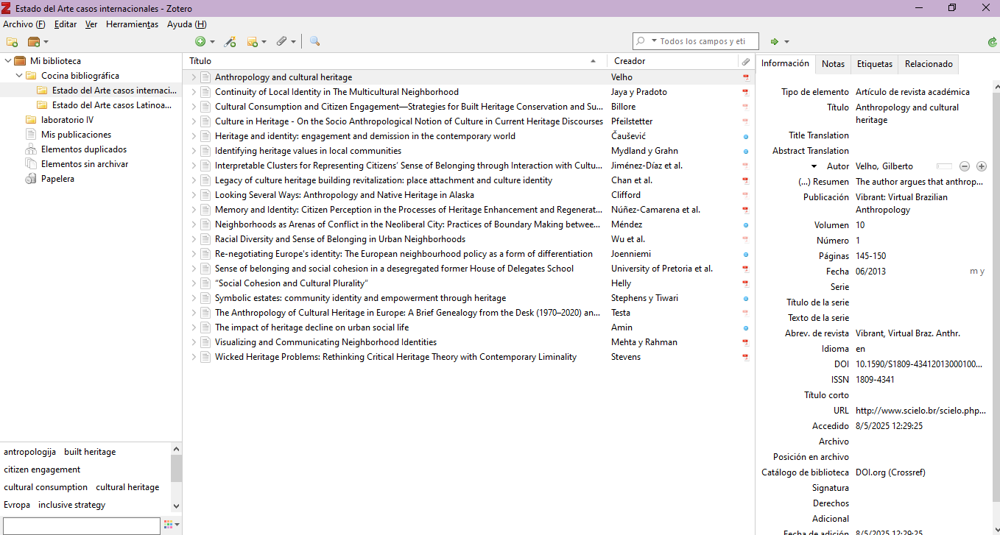 Estado del Arte casos internacionales - Zotero
Archivo (F) Editar Ver Herramientas Ayuda (H)
Todos los campos y eti
Mi biblioteca
Cocina bibliográfica
Estado del Arte casos internaci...
Estado del Arte casos Latinoa...
laboratorio IV
Mis publicaciones
Elementos duplicados
Elementos sin archivar
Papelera
antropologija built heritage
citizen engagement
cultural consumption cultural heritage
Evropa inclusive strategy
Título Creador
Anthropology and cultural heritage Velho
Continuity of Local Identity in The Multicultural Neighborhood Jaya y Pradoto
Cultural Consumption and Citizen Engagement—Strategies for Built Heritage Conservation and Su... Billore
Culture in Heritage - On the Socio Anthropological Notion of Culture in Current Heritage Discourses Pfeilstetter
Heritage and identity: engagement and demission in the contemporary world Čaušević
Identifying heritage values in local communities Mydland y Grahn
Interpretable Clusters for Representing Citizens’ Sense of Belonging through Interaction with Cultu... Jiménez-Díaz et al.
Legacy of culture heritage building revitalization: place attachment and culture identity Chan et al.
Looking Several Ways: Anthropology and Native Heritage in Alaska Clifford
Memory and Identity: Citizen Perception in the Processes of Heritage Enhancement and Regenerat... Núñez-Camarena et al.
Neighborhoods as Arenas of Conflict in the Neoliberal City: Practices of Boundary Making betwee... Méndez
Racial Diversity and Sense of Belonging in Urban Neighborhoods Wu et al.
Re-negotiating Europe's identity: The European neighbourhood policy as a form of differentiation Joenniemi
Sense of belonging and social cohesion in a desegregated former House of Delegates School University of Pretoria et al.
“Social Cohesion and Cultural Plurality” Helly
Symbolic estates: community identity and empowerment through heritage Stephens y Tiwari
The Anthropology of Cultural Heritage in Europe: A Brief Genealogy from the Desk (1970–2020) an... Testa
The impact of heritage decline on urban social life Amin
Visualizing and Communicating Neighborhood Identities Mehta y Rahman
Wicked Heritage Problems: Rethinking Critical Heritage Theory with Contemporary Liminality Stevens
Información Notas Etiquetas Relacionado
Tipo de elemento Artículo de revista académica
Título Anthropology and cultural
heritage
Title Translation
Abstract Translation
Autor Velho, Gilberto
(...) Resumen The author argues that anthrop...
Publicación Vibrant: Virtual Brazilian
Anthropology
Volumen 10
Número 1
Páginas 145-150
Fecha 06/2013 m y
Serie
Título de la serie
Texto de la serie
Abrev. de revista Vibrant, Virtual Braz. Anthr.
Idioma en
DOI 10.1590/S1809-43412013000100...
ISSN 1809-4341
Título corto
URL http://www.scielo.br/scielo.php...
Accedido 8/5/2025 12:29:25
Archivo
Posición en archivo
Catálogo de biblioteca DOI.org (Crossref)
Signatura
Derechos
Adicional
Fecha de adición 8/5/2025 12:29:25